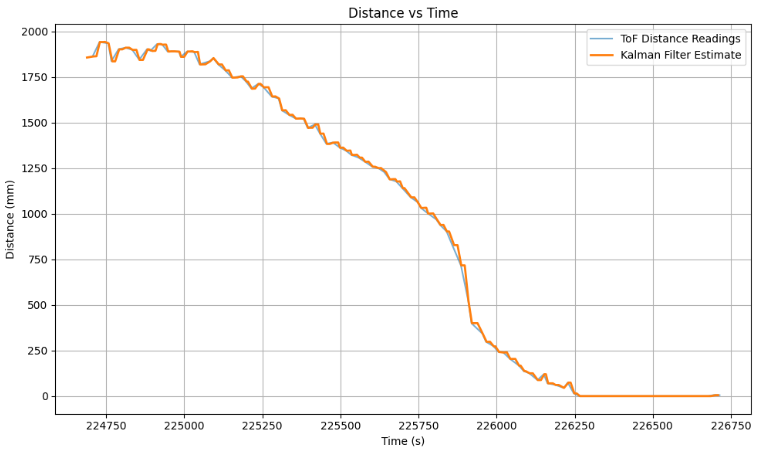 Distance vs Time
ToF Distance Readings
Kalman Filter Estimate
2000
1750
1500
1250
1000
750
500
250
0
Distance (mm)
224750 225000 225250 225500 225750 226000 226250 226500 226750
Time (s)